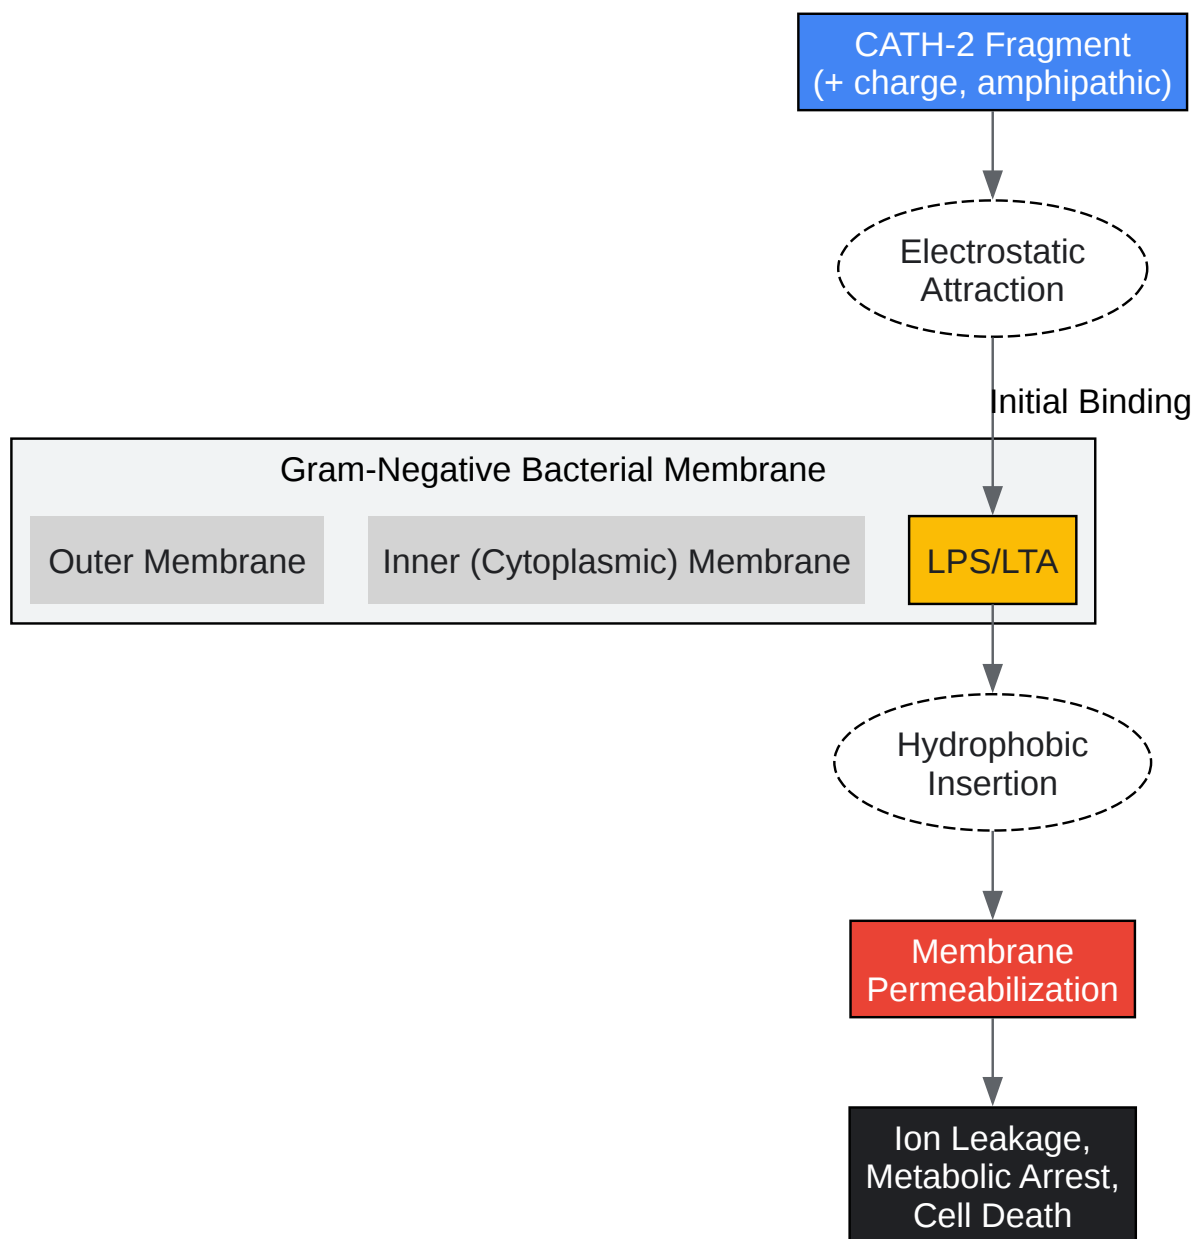 CATH-2 Fragment
(+ charge, amphipathic)
Electrostatic
Attraction
Initial Binding
Gram-Negative Bacterial Membrane
Outer Membrane
Inner (Cytoplasmic) Membrane
LPS/LTA
Hydrophobic
Insertion
Membrane
Permeabilization
Ion Leakage,
Metabolic Arrest,
Cell Death